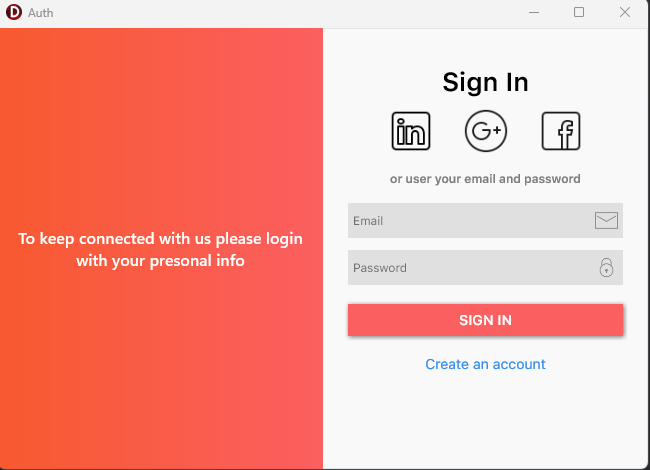 D Auth
Sign In
in G+ f
or user your email and password
To keep connected with us please login
with your presonal info
Email
Password
SIGN IN
Create an account